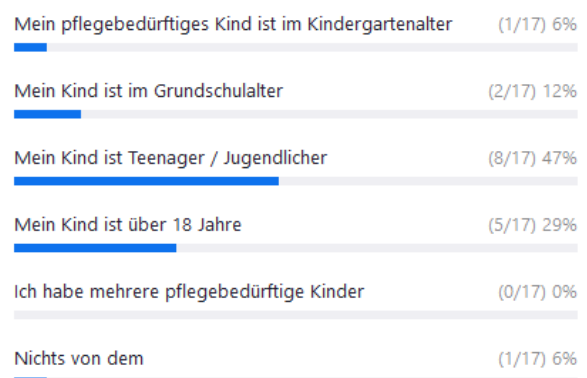 Mein pflegebedürftiges Kind ist im Kindergartenalter (1/17) 6%
Mein Kind ist im Grundschulalter (2/17) 12%
Mein Kind ist Teenager / Jugendlicher (8/17) 47%
Mein Kind ist über 18 Jahre (5/17) 29%
Ich habe mehrere pflegebedürftige Kinder (0/17) 0%
Nichts von dem (1/17) 6%